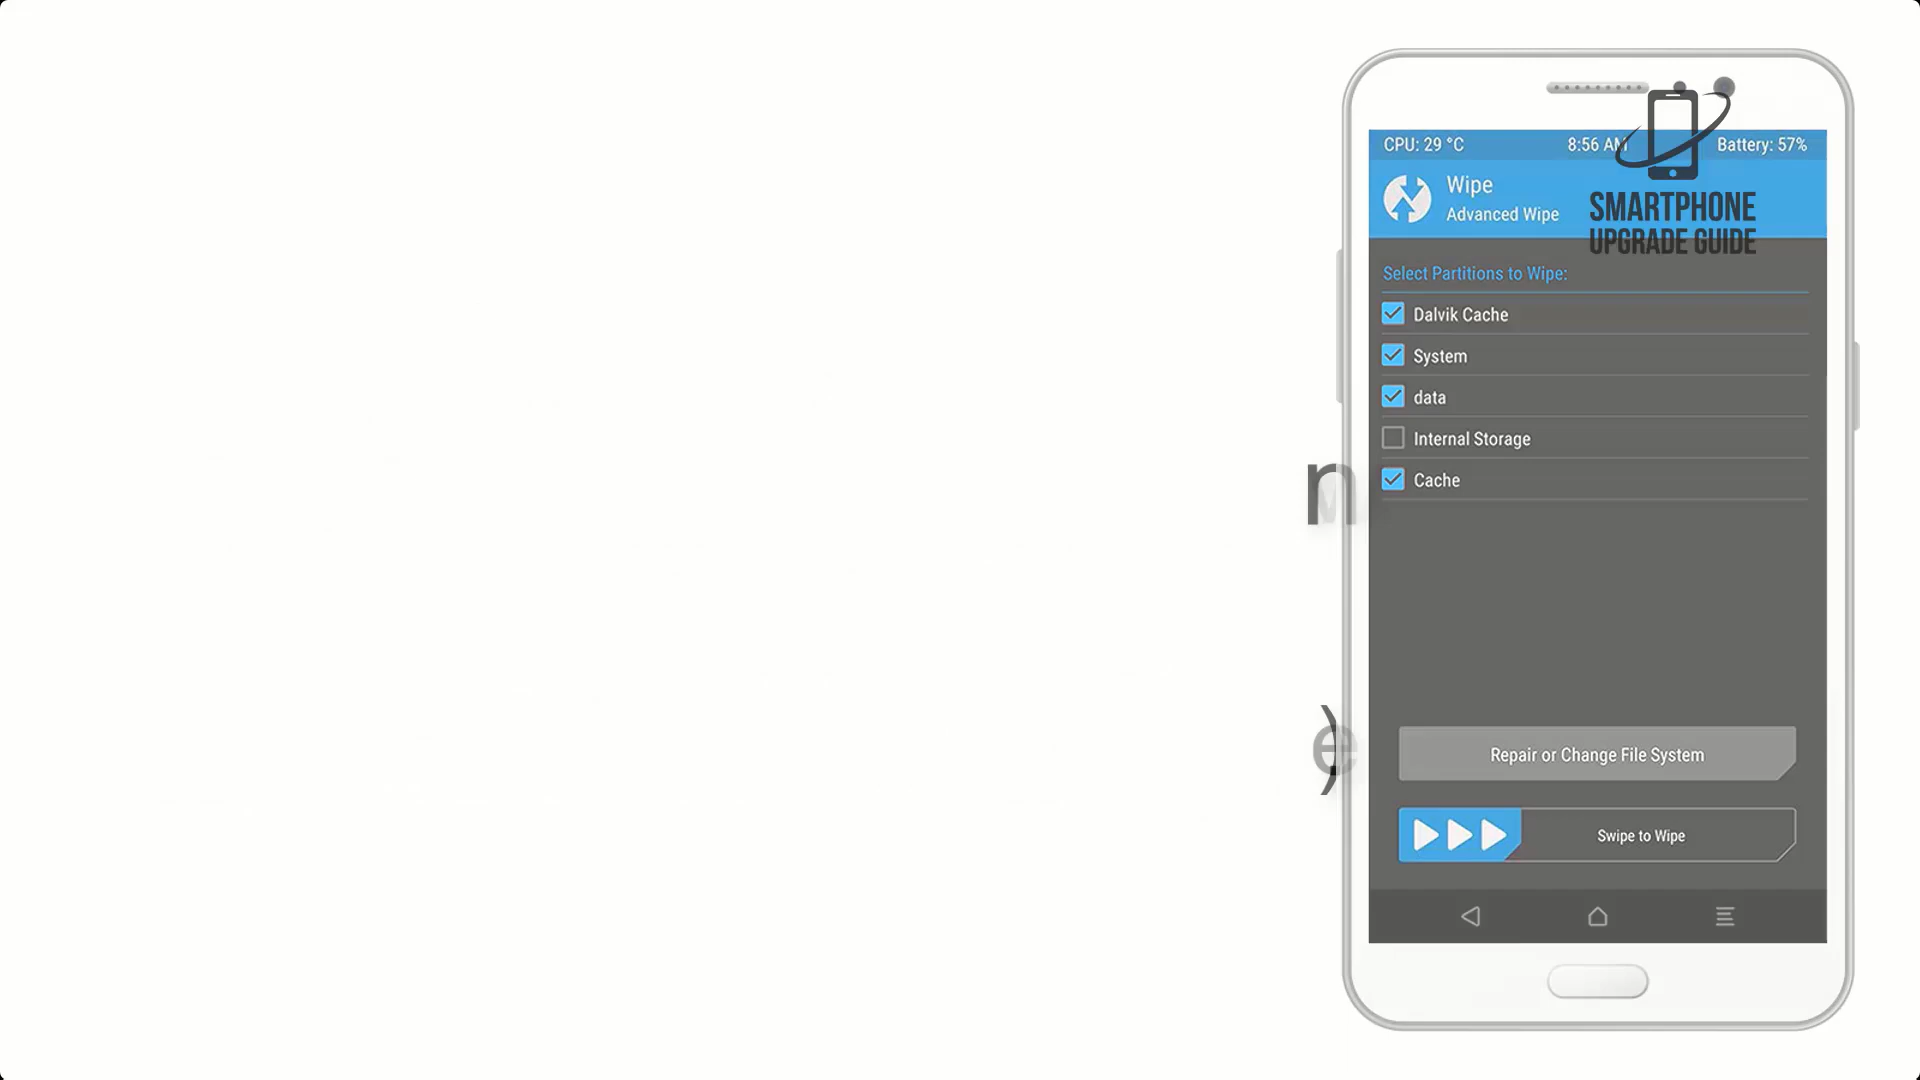 CPU: 29 °C 8:56 AM Battery: 57%
Wipe
Advanced Wipe
SMARTPHONE
UPGRADE GUIDE
Select Partitions to Wipe:
Dalvik Cache
System
data
Internal Storage
Cache
n
)
Repair or Change File System
Swipe to Wipe